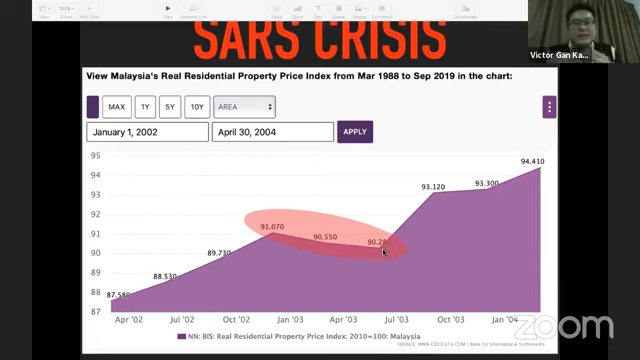 SARS CRISIS
Victor Gan Ka...
View Malaysia's Real Residential Property Price Index from Mar 1988 to Sep 2019 in the chart:
MAX 1Y 5Y 10Y AREA
January 1, 2002 April 30, 2004 APPLY
95
94
93
92
91
90
89
88
87
87.580
88.530
89.730
91.070
90.550
90.28
93.120
93.300
94.410
Apr '02 Jul '02 Oct '02 Jan '03 Apr '03 Jul '03 Oct '03 Jan '04
NN: BIS: Real Residential Property Price Index: 2010=100: Malaysia
SOURCE: WWW.CEICDATA.COM | Bank for International Settlements
zoom